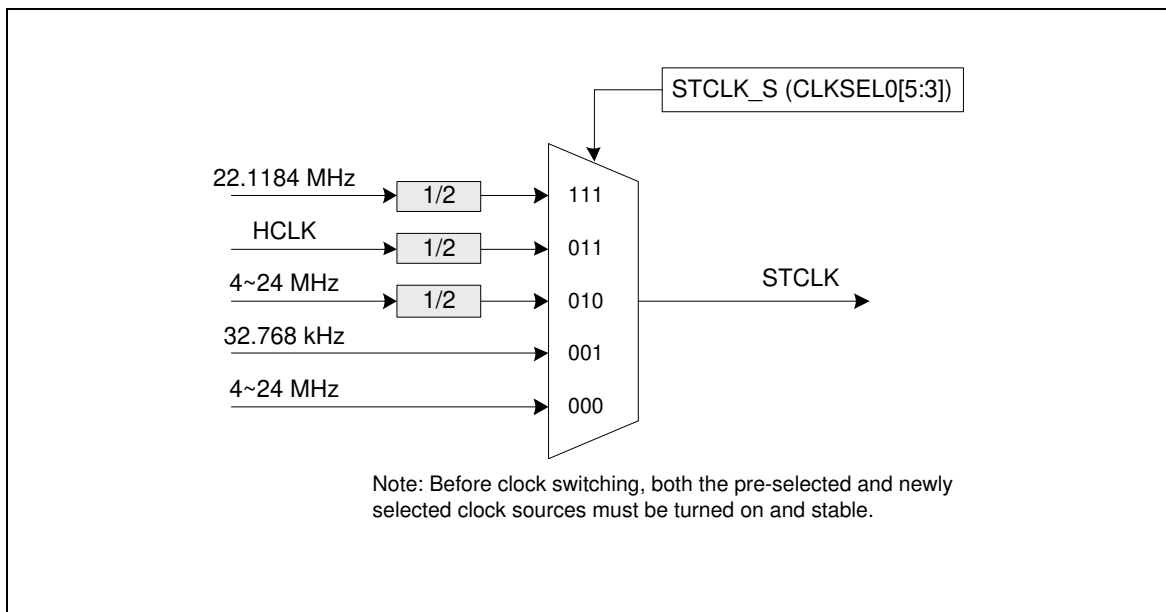 STCLK_S (CLKSEL0[5:3])
22.1184 MHz
1/2
111
HCLK
1/2
011
4~24 MHz
1/2
010
STCLK
32.768 kHz
001
4~24 MHz
000
Note: Before clock switching, both the pre-selected and newly
selected clock sources must be turned on and stable.